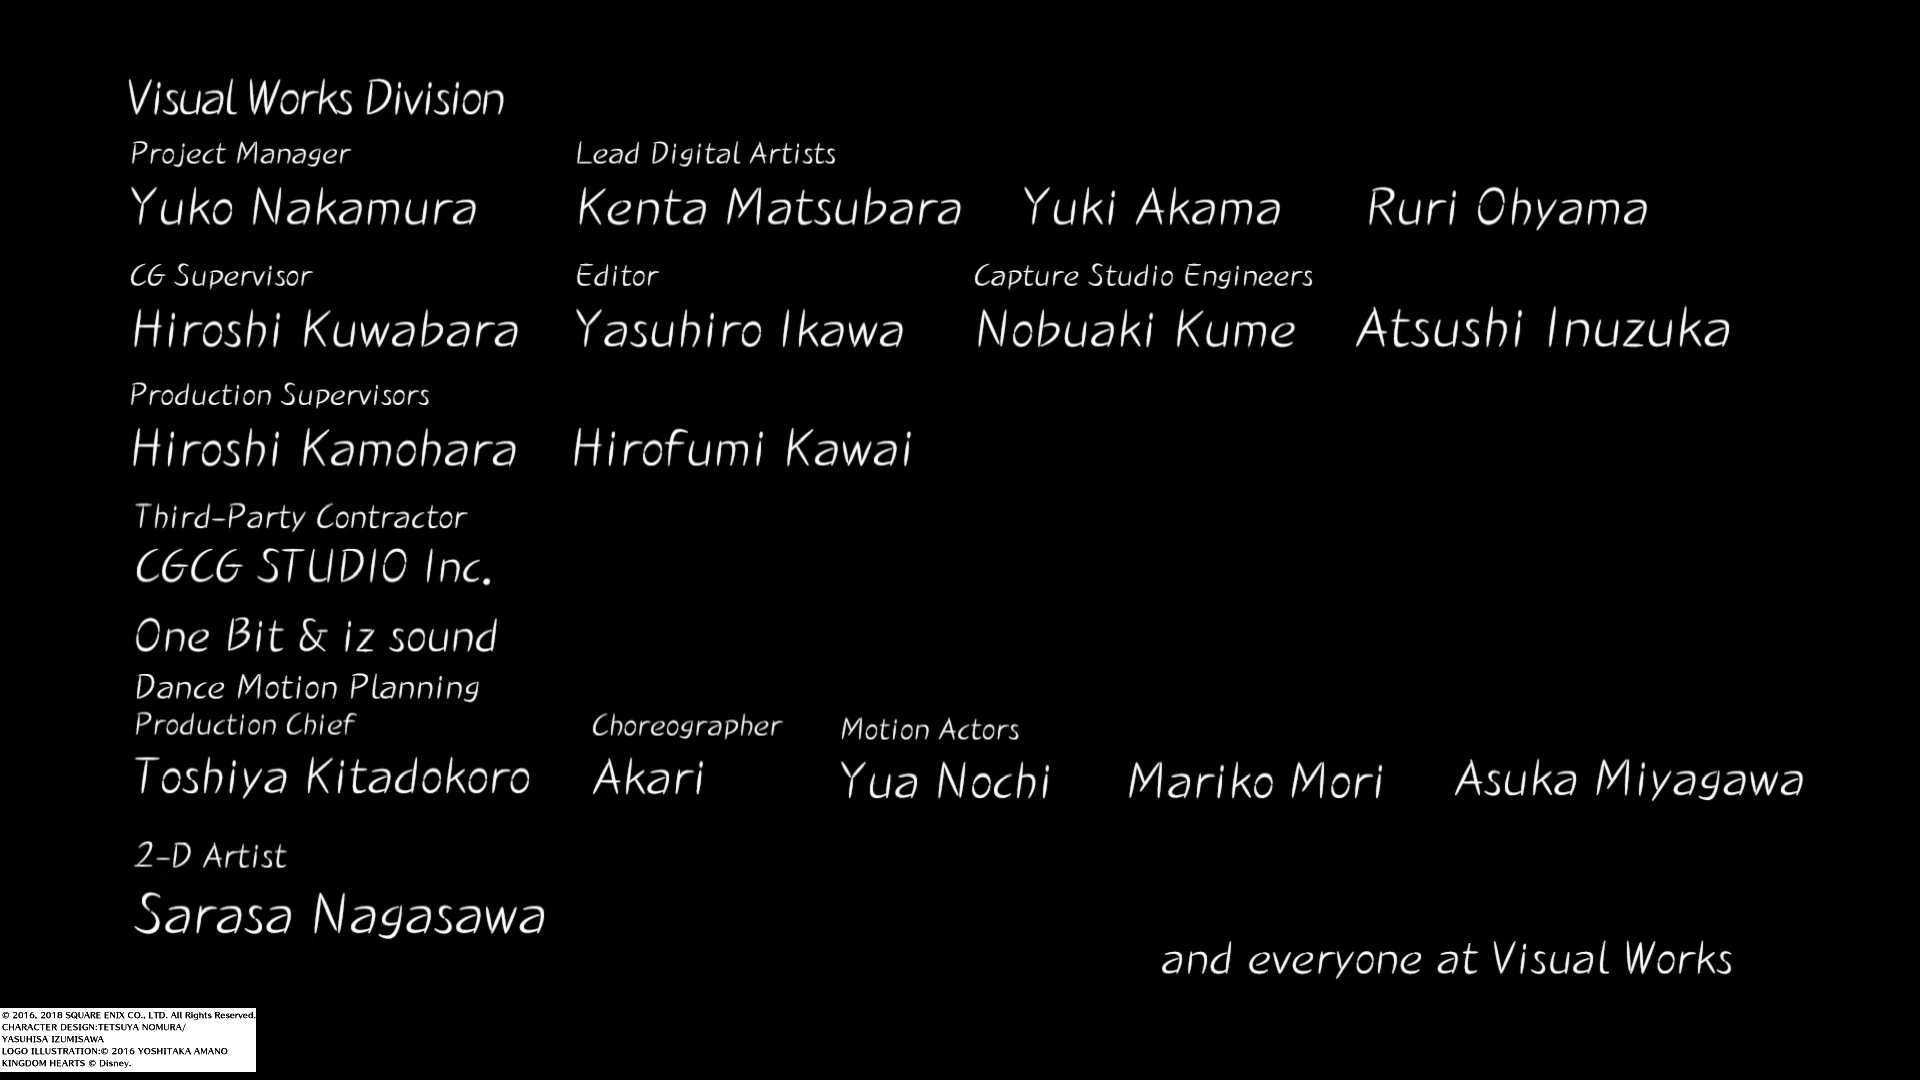 Visual Works Division
Project Manager Lead Digital Artists
Yuko Nakamura Kenta Matsubara Yuki Akama Ruri Ohyama
CG Supervisor Editor Capture Studio Engineers
Hiroshi Kuwabara Yasuhiro Ikawa Nobuaki Kume Atsushi Inuzuka
Production Supervisors
Hiroshi Kamohara Hirofumi Kawai
Third-Party Contractor
CGCG STUDIO Inc.
One Bit & iz sound
Dance Motion Planning
Production Chief Choreographer Motion Actors
Toshiya Kitadokoro Akari Yua Nochi Mariko Mori Asuka Miyagawa
2-D Artist
Sarasa Nagasawa
and everyone at Visual Works
© 2016, 2018 SQUARE ENIX CO., LTD. All Rights Reserved.
CHARACTER DESIGN:TETSUYA NOMURA/
YASUHISA IZUMISAWA
LOGO ILLUSTRATION:© 2016 YOSHITAKA AMANO
KINGDOM HEARTS © Disney.